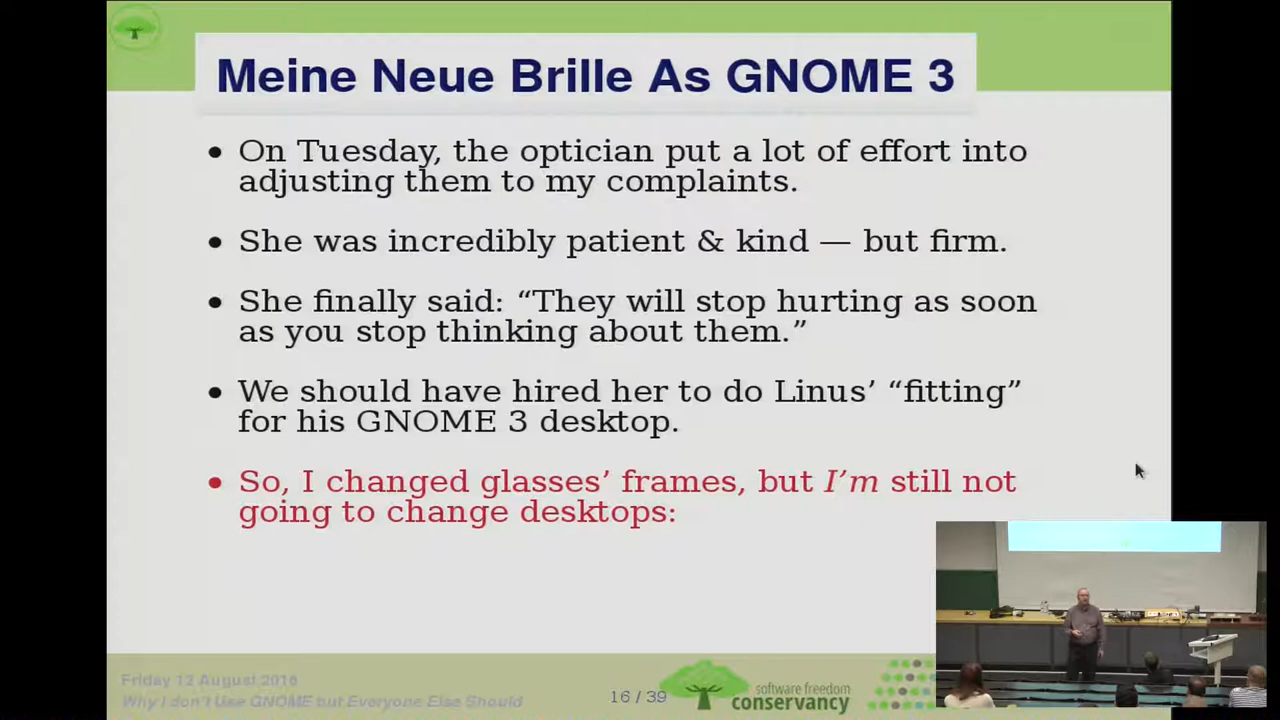 Meine Neue Brille As GNOME 3
• On Tuesday, the optician put a lot of effort into
adjusting them to my complaints.
• She was incredibly patient & kind — but firm.
• She finally said: “They will stop hurting as soon
as you stop thinking about them.”
• We should have hired her to do Linus’ “fitting”
for his GNOME 3 desktop.
• So, I changed glasses’ frames, but I’m still not
going to change desktops:
Friday 12 August 2016
Why I don't Use GNOME but Everyone Else Should
16 / 39
software freedom
conservancy